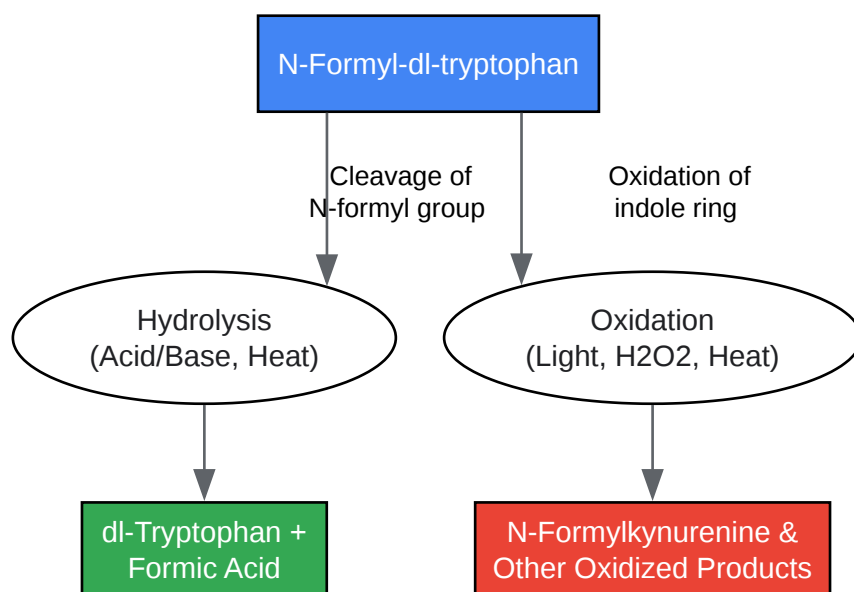 N-Formyl-dl-tryptophan
Cleavage of
N-formyl group
Oxidation of
indole ring
Hydrolysis
(Acid/Base, Heat)
Oxidation
(Light, H2O2, Heat)
dl-Tryptophan +
Formic Acid
N-Formylkynurenine &
Other Oxidized Products